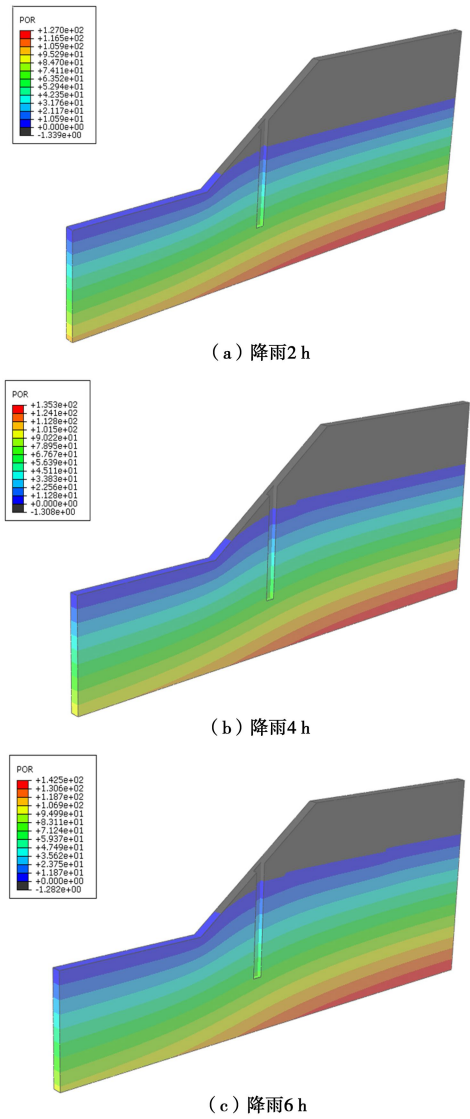 POR
+1.270e+02
+1.165e+02
+1.059e+02
+9.529e+01
+8.470e+01
+7.411e+01
+6.352e+01
+5.294e+01
+4.235e+01
+3.176e+01
+2.117e+01
+1.059e+01
+0.000e+00
-1.339e+00
(a)降雨2 h
POR
+1.353e+02
+1.241e+02
+1.128e+02
+1.015e+02
+9.022e+01
+7.895e+01
+6.767e+01
+5.639e+01
+4.511e+01
+3.383e+01
+2.256e+01
+1.128e+01
+0.000e+00
-1.308e+00
(b)降雨4 h
POR
+1.425e+02
+1.306e+02
+1.187e+02
+1.069e+02
+9.499e+01
+8.311e+01
+7.124e+01
+5.937e+01
+4.749e+01
+3.562e+01
+2.375e+01
+1.187e+01
+0.000e+00
-1.282e+00
(c)降雨6 h